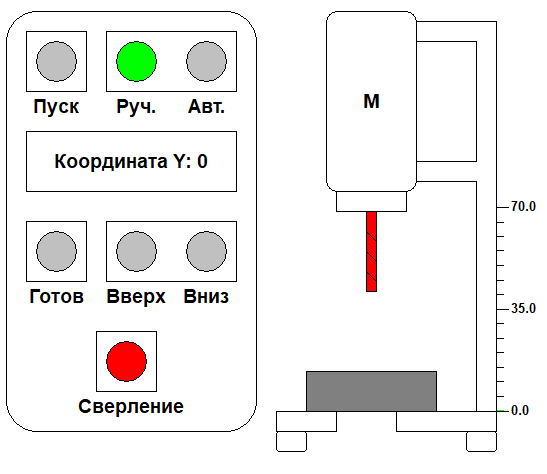 Пуск Руч. Авт.
M
Координата Y: 0
70.0
Готов Вверх Вниз
35.0
Сверление
0.0